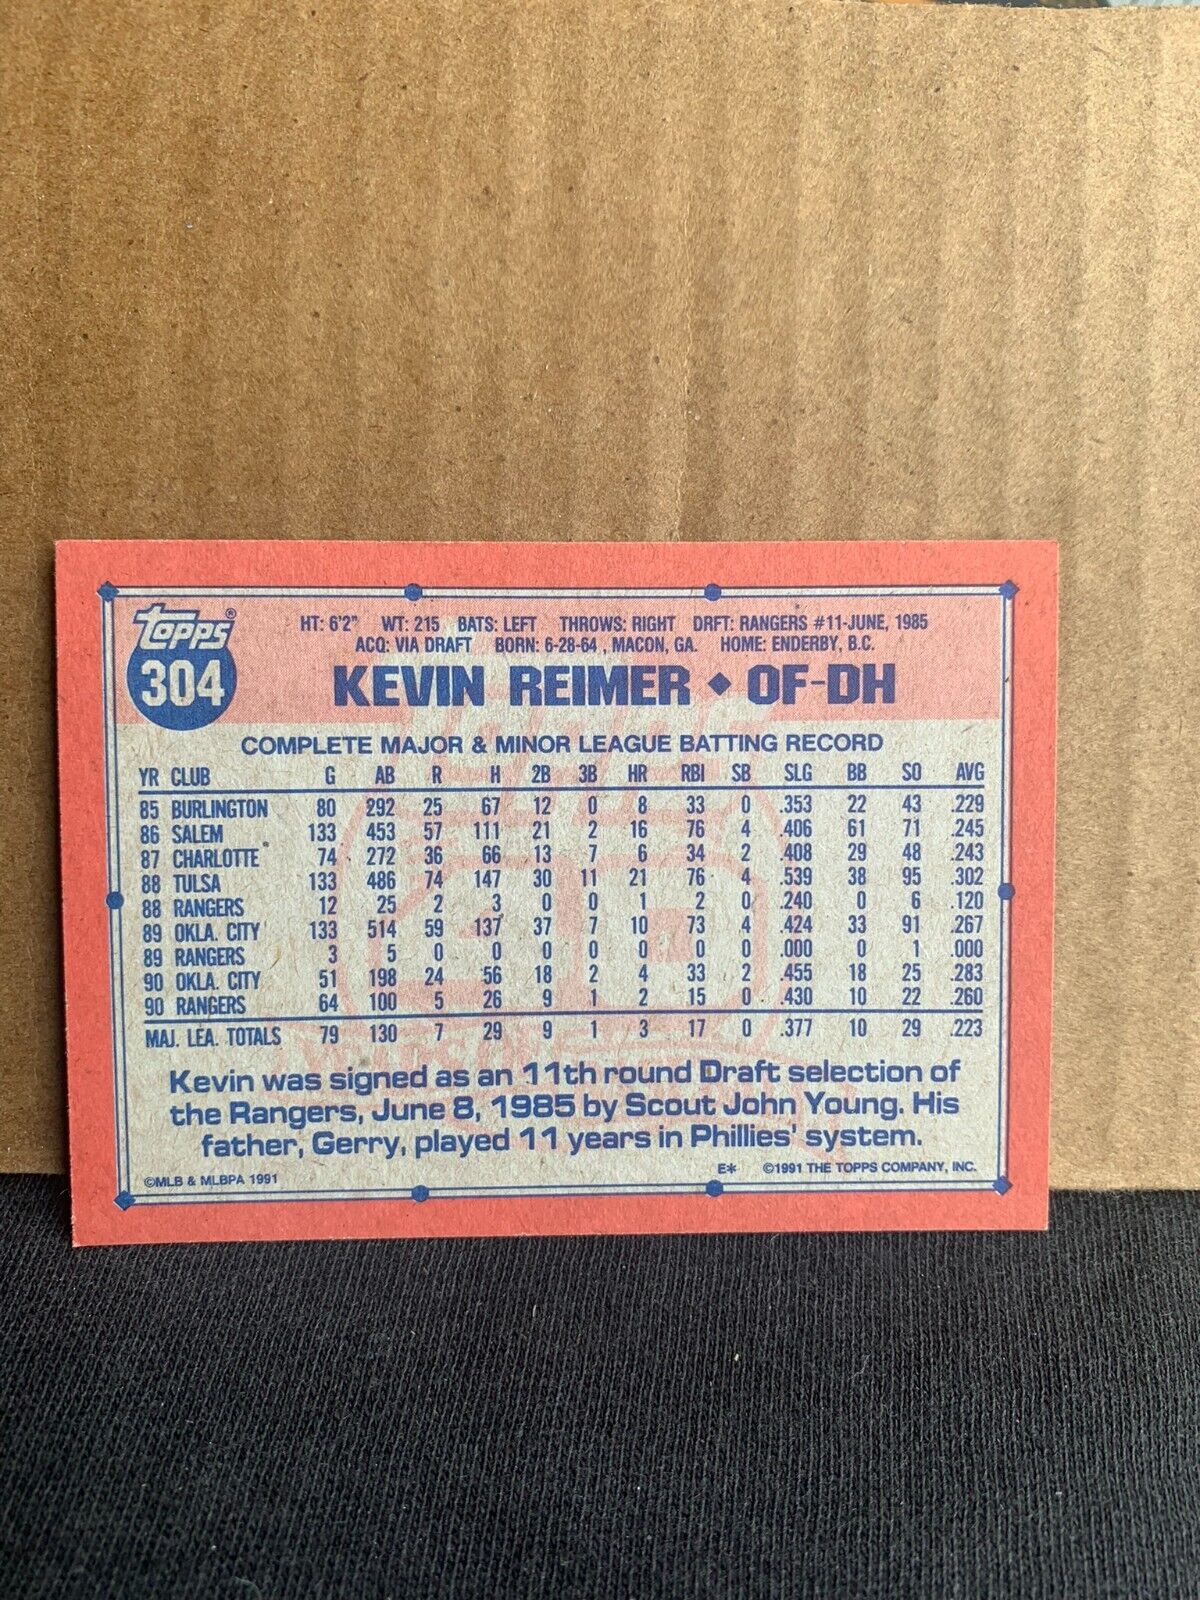 topps®
304
HT: 6'2" WT: 215 BATS: LEFT THROWS: RIGHT DRFT: RANGERS #11-JUNE, 1985
ACQ: VIA DRAFT BORN: 6-28-64, MACON, GA. HOME: ENDERBY, B.C.
KEVIN REIMER ◆ OF-DH
COMPLETE MAJOR & MINOR LEAGUE BATTING RECORD
YR CLUB G AB R H 2B 3B HR RBI SB SLG BB SO AVG
85 BURLINGTON 80 292 25 67 12 0 8 33 0 .353 22 43 .229
86 SALEM 133 453 57 111 21 2 16 76 4 .406 61 71 .245
87 CHARLOTTE 74 272 36 66 13 7 6 34 2 .408 29 48 .243
88 TULSA 133 486 74 147 30 11 21 76 4 .539 38 95 .302
88 RANGERS 12 25 2 3 0 0 1 2 0 .240 0 6 .120
89 OKLA. CITY 133 514 59 137 37 7 10 73 4 .424 33 91 .267
89 RANGERS 3 5 0 0 0 0 0 0 0 .000 0 1 .000
90 OKLA. CITY 51 198 24 56 18 2 4 33 2 .455 18 25 .283
90 RANGERS 64 100 5 26 9 1 2 15 0 .430 10 22 .260
MAJ. LEA. TOTALS 79 130 7 29 9 1 3 17 0 .377 10 29 .223
Kevin was signed as an 11th round Draft selection of
the Rangers, June 8, 1985 by Scout John Young. His
father, Gerry, played 11 years in Phillies' system.
©MLB & MLBPA 1991 E* ©1991 THE TOPPS COMPANY, INC.